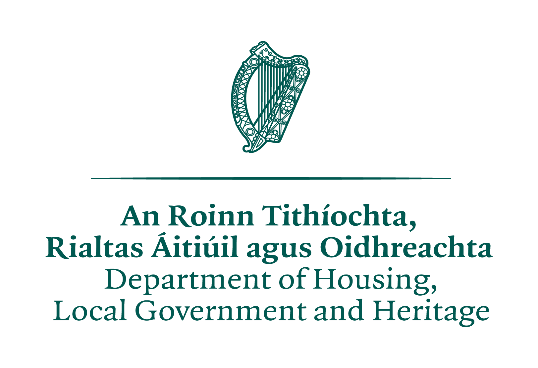 An Roinn Tithíochta,
Rialtas Áitiúil agus Oidhreachta
Department of Housing,
Local Government and Heritage